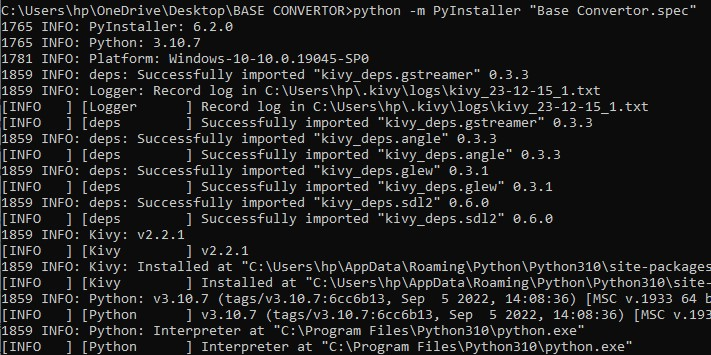 C:\Users\hp\OneDrive\Desktop\BASE CONVERTOR>python -m PyInstaller "Base Convertor.spec"
1765 INFO: PyInstaller: 6.2.0
1765 INFO: Python: 3.10.7
1781 INFO: Platform: Windows-10-10.0.19045-SP0
1859 INFO: deps: Successfully imported "kivy_deps.gstreamer" 0.3.3
1859 INFO: Logger: Record log in C:\Users\hp\.kivy\logs\kivy_23-12-15_1.txt
[INFO   ] [Logger      ] Record log in C:\Users\hp\.kivy\logs\kivy_23-12-15_1.txt
[INFO   ] [deps        ] Successfully imported "kivy_deps.gstreamer" 0.3.3
1859 INFO: deps: Successfully imported "kivy_deps.angle" 0.3.3
[INFO   ] [deps        ] Successfully imported "kivy_deps.angle" 0.3.3
1859 INFO: deps: Successfully imported "kivy_deps.glew" 0.3.1
[INFO   ] [deps        ] Successfully imported "kivy_deps.glew" 0.3.1
1859 INFO: deps: Successfully imported "kivy_deps.sdl2" 0.6.0
[INFO   ] [deps        ] Successfully imported "kivy_deps.sdl2" 0.6.0
1859 INFO: Kivy: v2.2.1
[INFO   ] [Kivy        ] v2.2.1
1859 INFO: Kivy: Installed at "C:\Users\hp\AppData\Roaming\Python\Python310\site-packages
[INFO   ] [Kivy        ] Installed at "C:\Users\hp\AppData\Roaming\Python\Python310\site-
1859 INFO: Python: v3.10.7 (tags/v3.10.7:6cc6b13, Sep  5 2022, 14:08:36) [MSC v.1933 64 b
[INFO   ] [Python      ] v3.10.7 (tags/v3.10.7:6cc6b13, Sep  5 2022, 14:08:36) [MSC v.1
1859 INFO: Python: Interpreter at "C:\Program Files\Python310\python.exe"
[INFO   ] [Python      ] Interpreter at "C:\Program Files\Python310\python.exe"